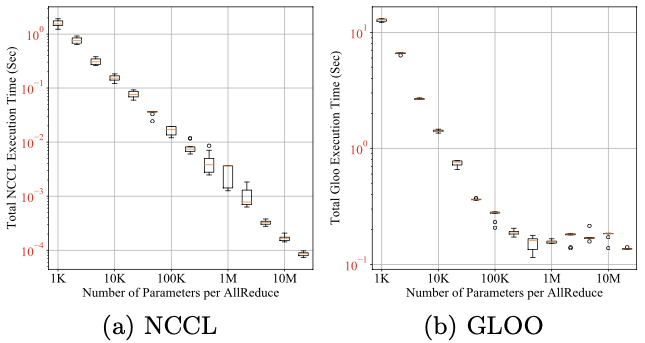 Total NCCL Execution Time (Sec)
10⁰
10⁻¹
10⁻²
10⁻³
10⁻⁴
1K 10K 100K 1M 10M
Number of Parameters per AllReduce
(a) NCCL
Total Gloo Execution Time (Sec)
10¹
10⁰
10⁻¹
1K 10K 100K 1M 10M
Number of Parameters per AllReduce
(b) GLOO